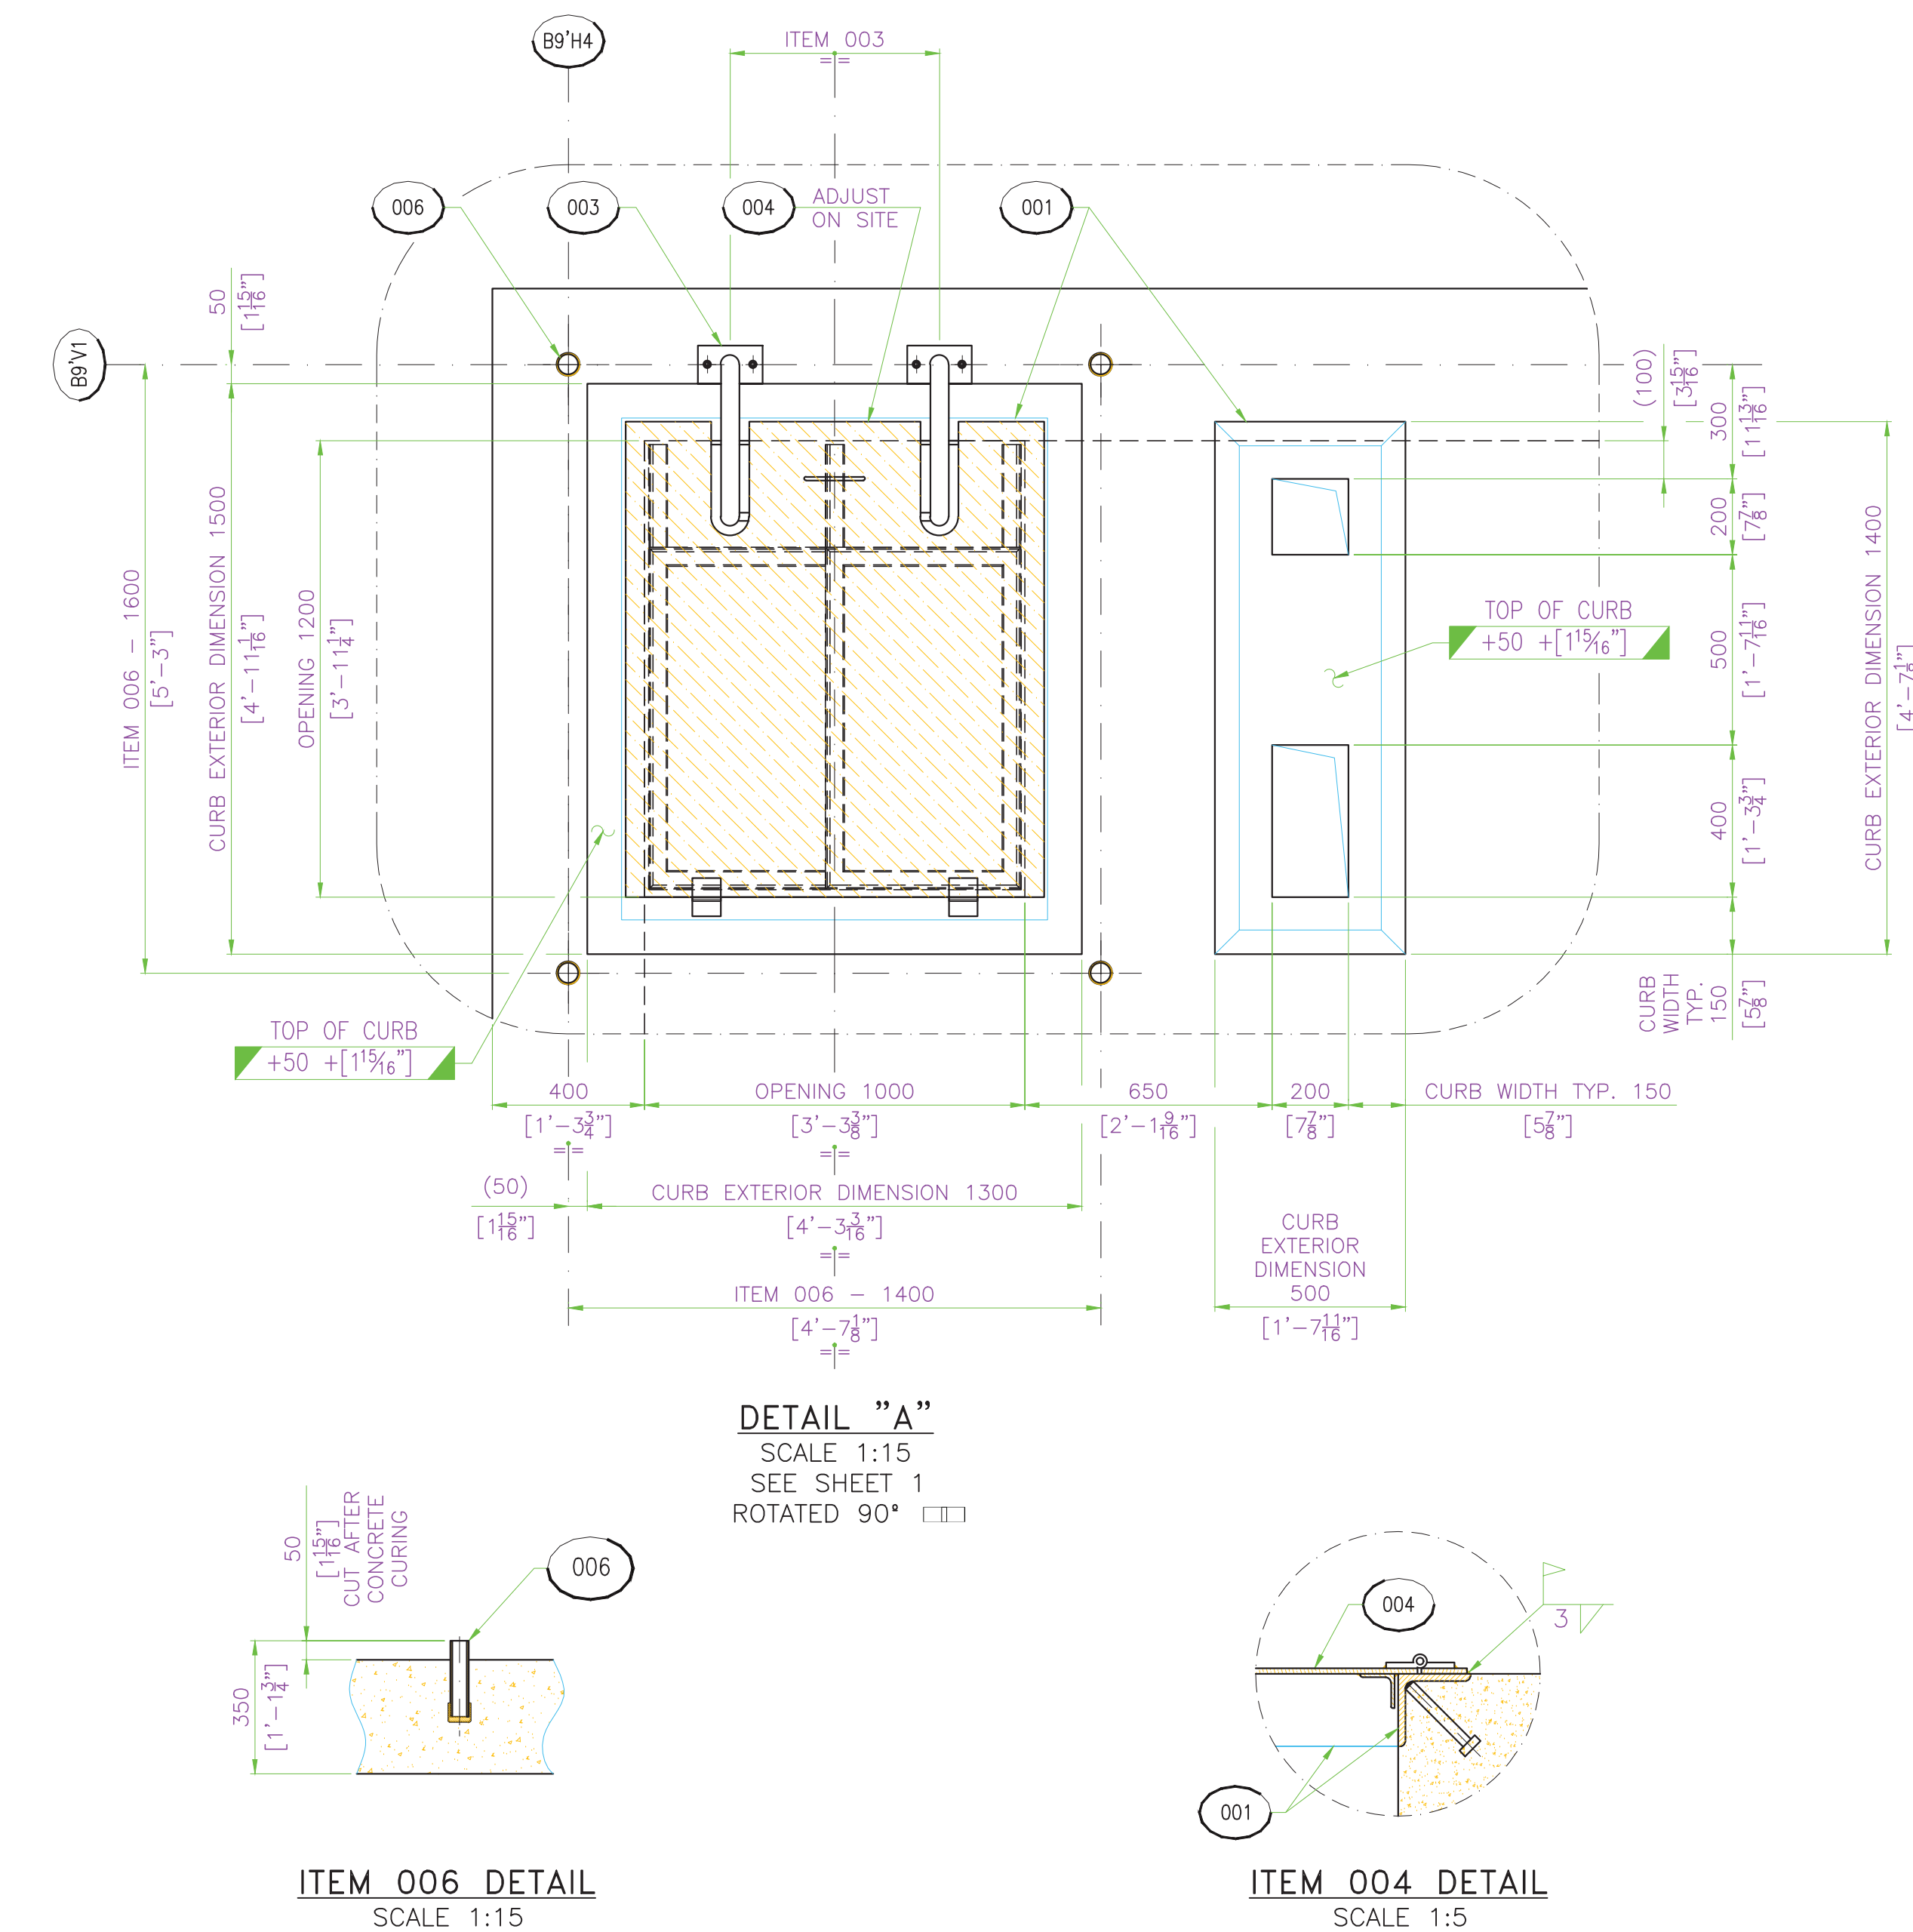 B9'H4
ITEM 003
= =
006
003
004
ADJUST
ON SITE
001
B9'V1
50
[1 15/16"]
ITEM 006 – 1600
[5'–3"]
CURB EXTERIOR DIMENSION 1500
[4'–11 1/16"]
OPENING 1200
[3'–11 1/4"]
(100)
[3 15/16"]
300
[11 13/16"]
200
[7 7/8"]
500
[1'–7 11/16"]
400
[1'–3 3/4"]
CURB
WIDTH
TYP.
150
[5 7/8"]
CURB EXTERIOR DIMENSION 1400
[4'–7 1/8"]
TOP OF CURB
+50 +[1 15/16"]
TOP OF CURB
+50 +[1 15/16"]
400
[1'–3 3/4"]
= =
OPENING 1000
[3'–3 3/8"]
= =
650
[2'–1 9/16"]
200
[7 7/8"]
CURB WIDTH TYP. 150
[5 7/8"]
(50)
[1 15/16"]
CURB EXTERIOR DIMENSION 1300
[4'–3 3/16"]
= =
CURB
EXTERIOR
DIMENSION
500
[1'–7 11/16"]
ITEM 006 – 1400
[4'–7 1/8"]
= =
DETAIL "A"
SCALE 1:15
SEE SHEET 1
ROTATED 90º
50
[1 15/16"]
CUT AFTER
CONCRETE
CURING
006
350
[1'–1 3/4"]
ITEM 006 DETAIL
SCALE 1:15
004
3
001
ITEM 004 DETAIL
SCALE 1:5